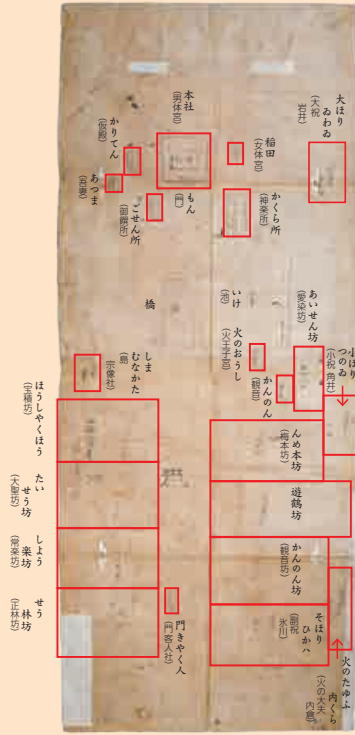 大ほり
ゐわゐ
(大祝
岩井)
稲田
(女体宮)
本社
(男体宮)
かりてん
(仮殿)
あつま
(吾妻)
ごせん所
(御饌所)
もん
(門)
かくら所
(神楽所)
橋
いけ
(池)
火のおうし
(火王子宮)
かんのん
(観音)
あいせん坊
(愛染坊)
小ほり
つのゐ
(小祝 角井)
しま
むなかた
(島
宗像社)
ほうしやくほう
(宝積坊)
たい
せう坊
(大聖坊)
しよう
楽坊
(常楽坊)
せう
林坊
(正林坊)
んめ本坊
(梅本坊)
遊鶴坊
かんのん坊
(観音坊)
そほり
ひかハ
(副祝
氷川)
門きやく人
(門客人社)
火のたゆふ
内くら
(火の大夫
内倉)